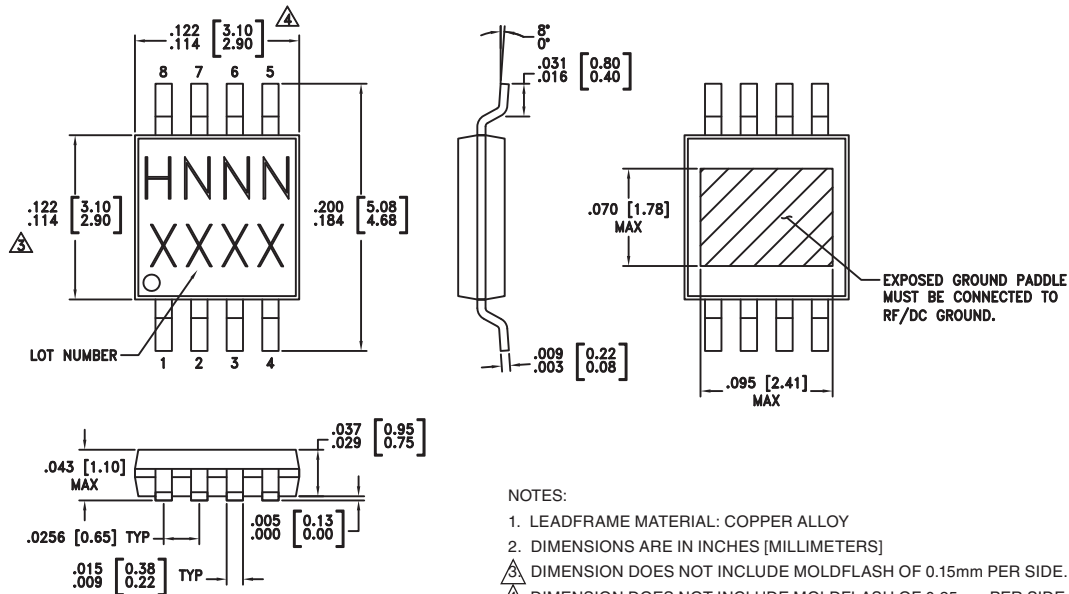 .122 [3.10]
.114 [2.90]
4
8 7 6 5
HNNN
XXXX
.122 [3.10]
.114 [2.90]
3
.200 [5.08]
.184 [4.68]
LOT NUMBER
1 2 3 4
8°
0°
.031 [0.80]
.016 [0.40]
.009 [0.22]
.003 [0.08]
.070 [1.78]
MAX
EXPOSED GROUND PADDLE
MUST BE CONNECTED TO
RF/DC GROUND.
.095 [2.41]
MAX
.037 [0.95]
.029 [0.75]
.043 [1.10]
MAX
.005 [0.13]
.000 [0.00]
.0256 [0.65] TYP
.015 [0.38] TYP
.009 [0.22]
NOTES:
1. LEADFRAME MATERIAL: COPPER ALLOY
2. DIMENSIONS ARE IN INCHES [MILLIMETERS]
3. DIMENSION DOES NOT INCLUDE MOLDFLASH OF 0.15mm PER SIDE.